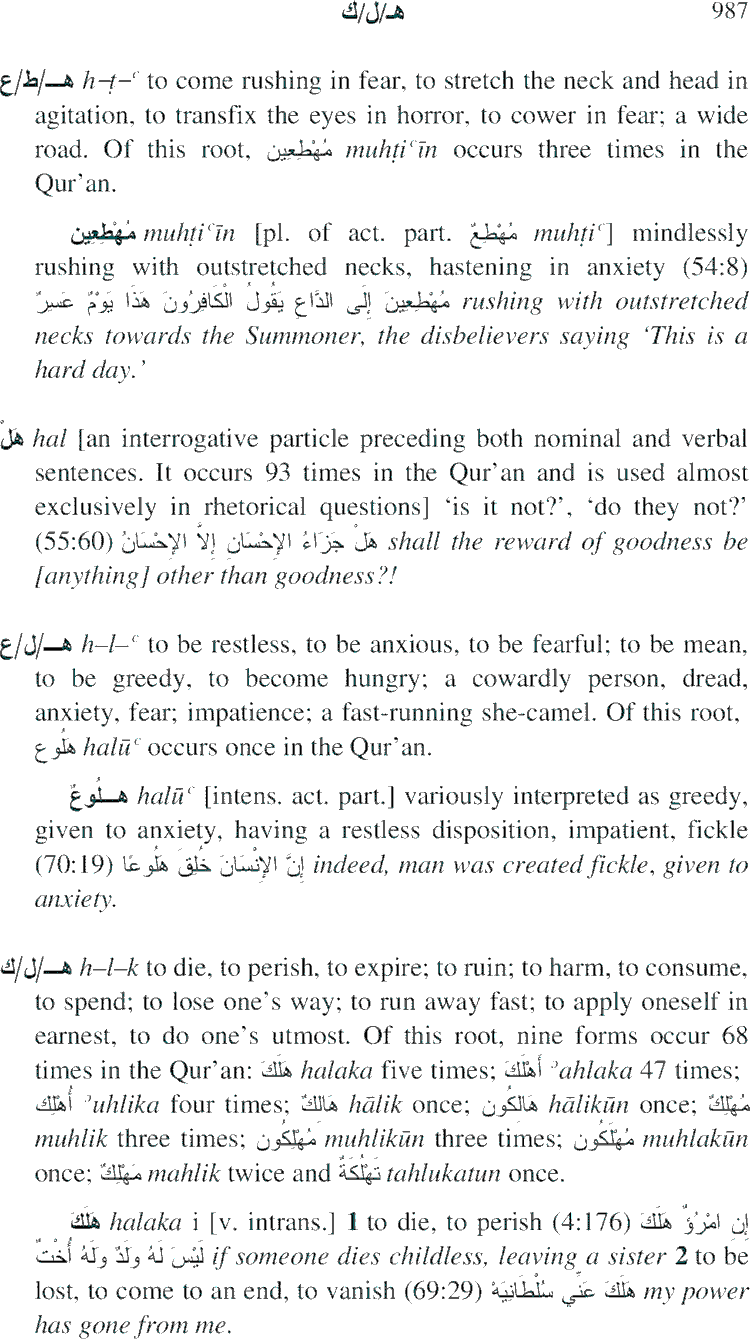 هـ/ل/ك 987
هـ/ط/ع h–ṭ–ʿ to come rushing in fear, to stretch the neck and head in
agitation, to transfix the eyes in horror, to cower in fear; a wide
road. Of this root, مُهْطِعِين muhṭiʿīn occurs three times in the
Qur’an.
مُهْطِعِين muhṭiʿīn [pl. of act. part. مُهْطِعٌ muhṭiʿ] mindlessly
rushing with outstretched necks, hastening in anxiety (54:8)
مُهْطِعِينَ إِلَى الدَّاعِ يَقُولُ الْكَافِرُونَ هَذَا يَوْمٌ عَسِرٌ rushing with outstretched
necks towards the Summoner, the disbelievers saying ‘This is a
hard day.’
هَلْ hal [an interrogative particle preceding both nominal and verbal
sentences. It occurs 93 times in the Qur’an and is used almost
exclusively in rhetorical questions] ‘is it not?’, ‘do they not?’
(55:60) هَلْ جَزَاءُ الإِحْسَانِ إِلاَّ الإِحْسَانُ shall the reward of goodness be
[anything] other than goodness?!
هـ/ل/ع h–l–ʿ to be restless, to be anxious, to be fearful; to be mean,
to be greedy, to become hungry; a cowardly person, dread,
anxiety, fear; impatience; a fast-running she-camel. Of this root,
هَلُوع halūʿ occurs once in the Qur’an.
هـلُوعٌ halūʿ [intens. act. part.] variously interpreted as greedy,
given to anxiety, having a restless disposition, impatient, fickle
(70:19) إِنَّ الإِنْسَانَ خُلِقَ هَلُوعًا indeed, man was created fickle, given to
anxiety.
هـ/ل/ك h–l–k to die, to perish, to expire; to ruin; to harm, to consume,
to spend; to lose one’s way; to run away fast; to apply oneself in
earnest, to do one’s utmost. Of this root, nine forms occur 68
times in the Qur’an: هَلَكَ halaka five times; أَهْلَكَ ʾahlaka 47 times;
أُهْلِك ʾuhlika four times; هَالِكٌ hālik once; هَالِكُون hālikūn once; مُهْلِكٌ
muhlik three times; مُهْلِكُون muhlikūn three times; مُهْلَكُون muhlakūn
once; مَهْلِكٌ mahlik twice and تَهْلُكَةٌ tahlukatun once.
هَلَكَ halaka i [v. intrans.] 1 to die, to perish (4:176) إِنِ امْرُؤٌ هَلَكَ
لَيْسَ لَهُ وَلَدٌ وَلَهُ أُخْتٌ if someone dies childless, leaving a sister 2 to be
lost, to come to an end, to vanish (69:29) هَلَكَ عَنِّي سُلْطَانِيَهْ my power
has gone from me.